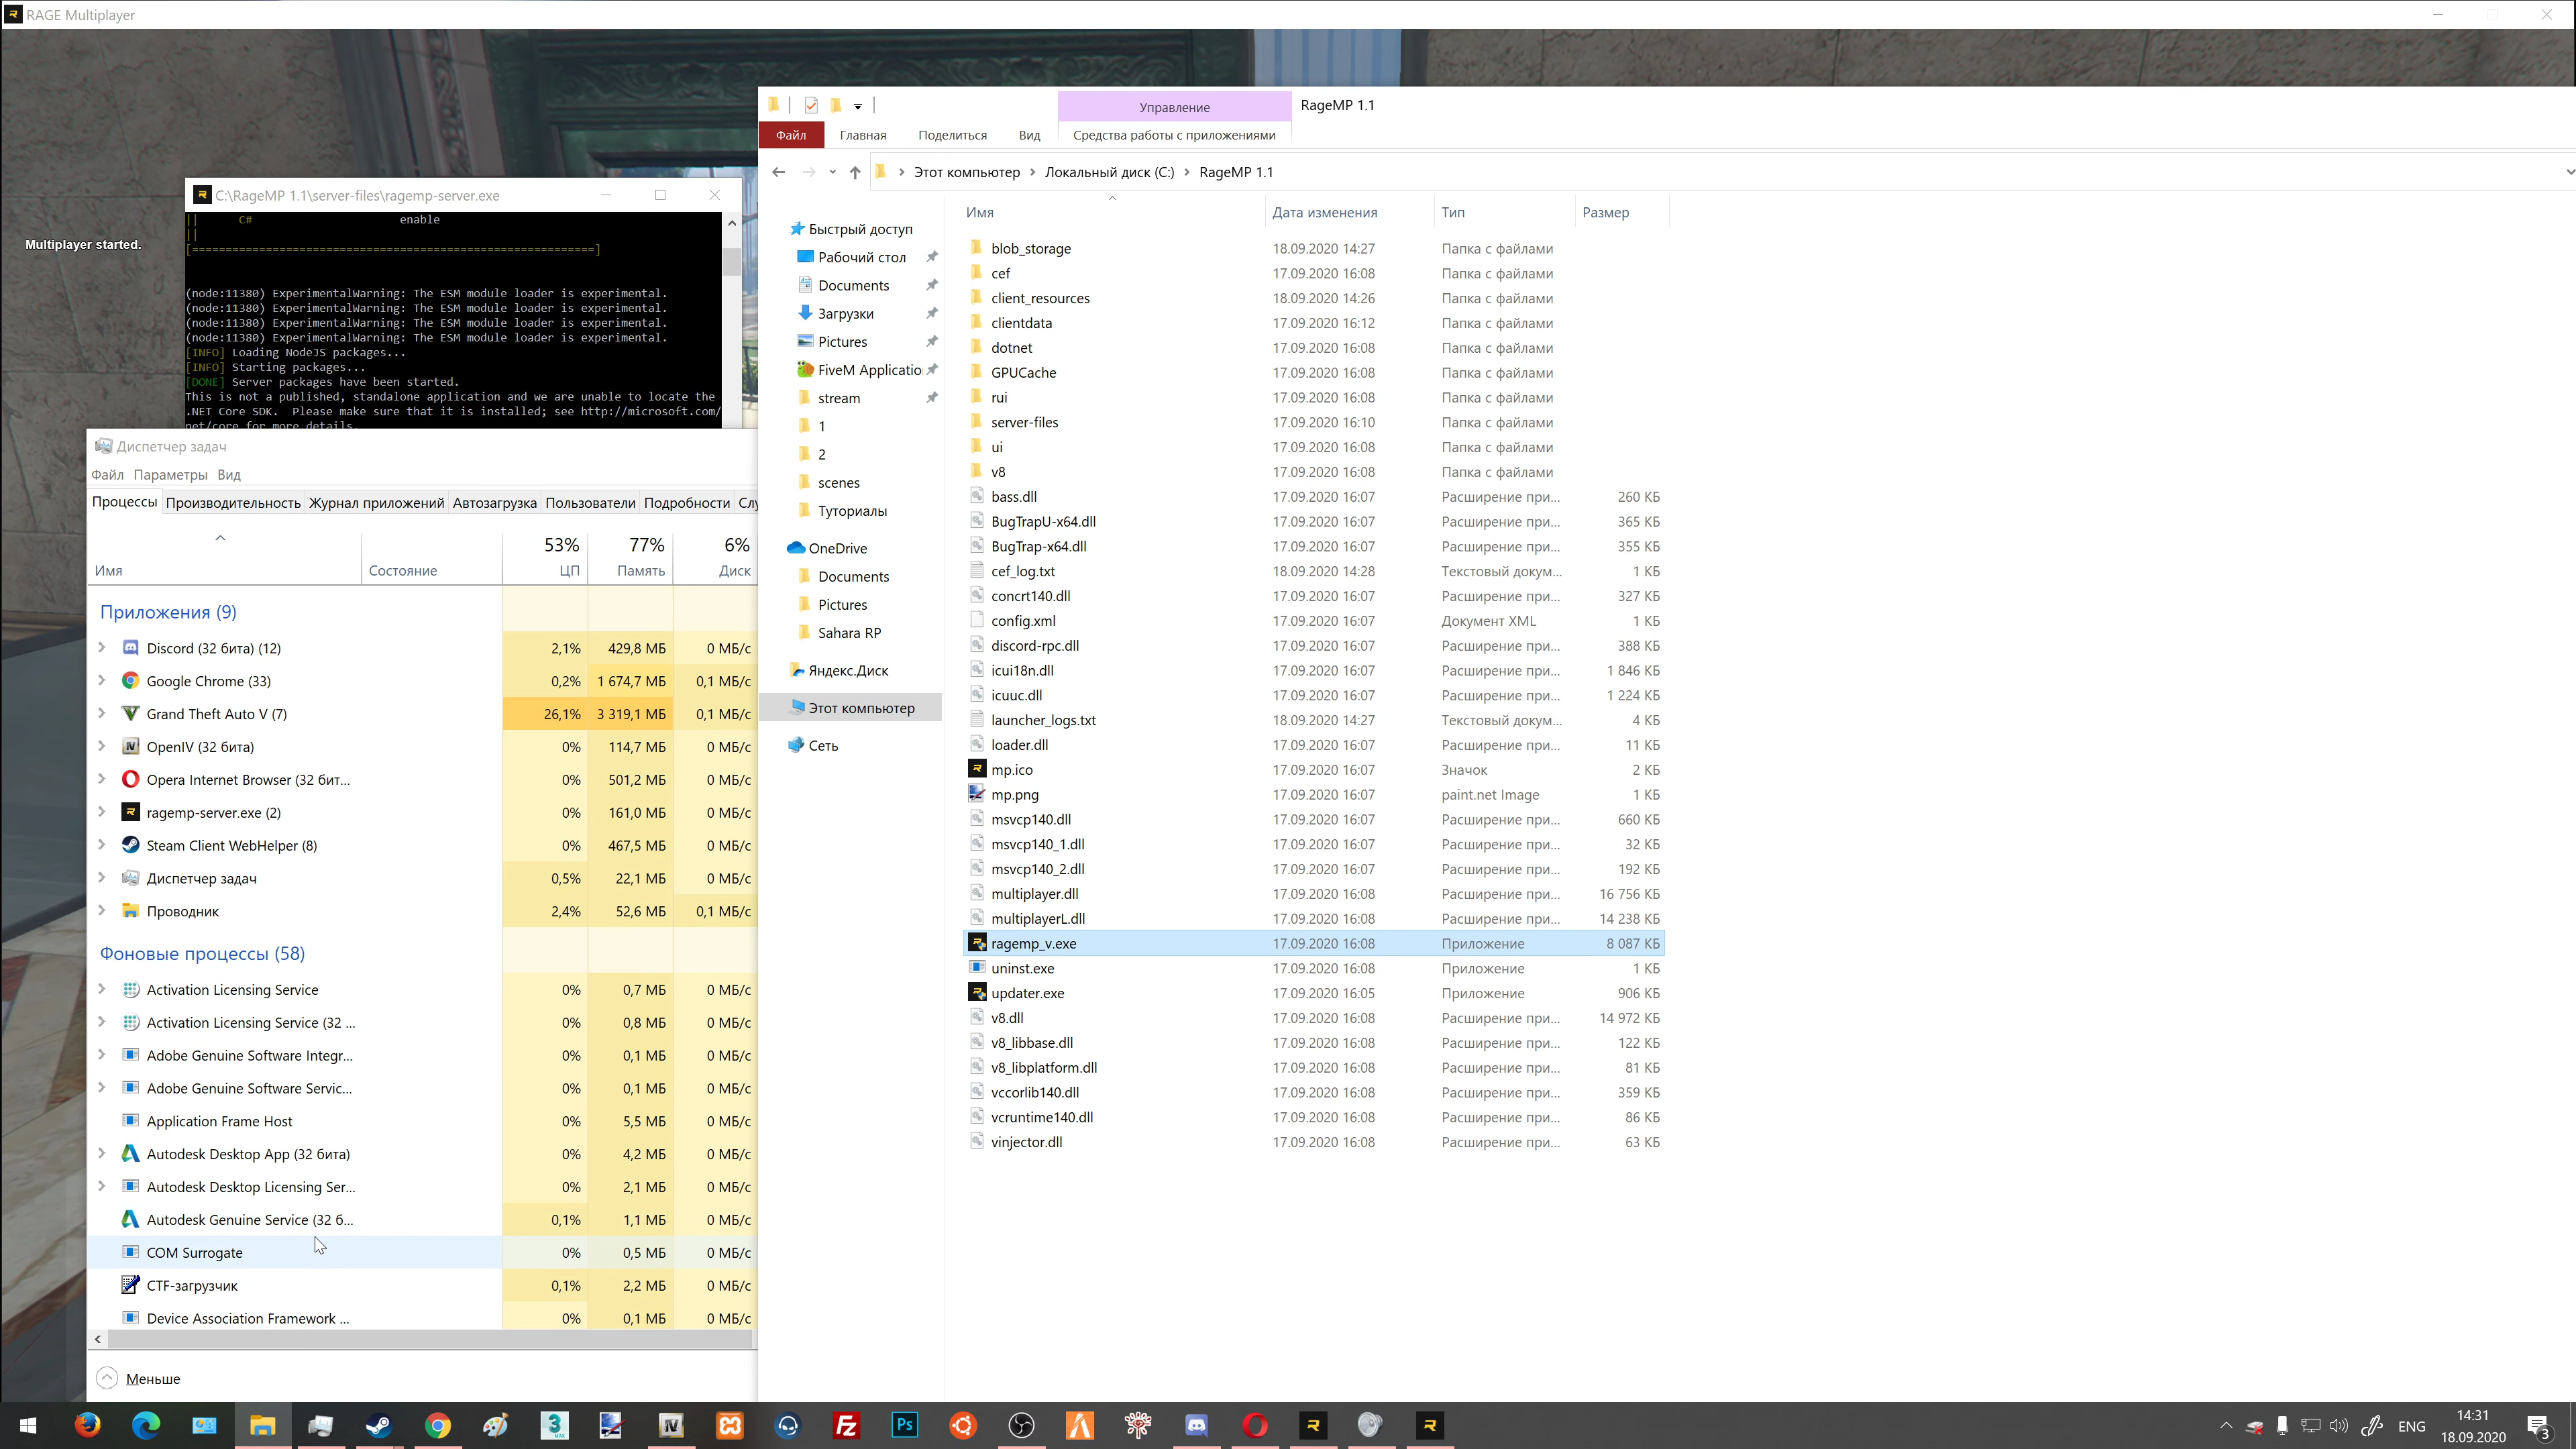 RAGE Multiplayer
Multiplayer started.
C:\RageMP 1.1\server-files\ragemp-server.exe
|| C# enable
||
[============================================================]
(node:11380) ExperimentalWarning: The ESM module loader is experimental.
(node:11380) ExperimentalWarning: The ESM module loader is experimental.
(node:11380) ExperimentalWarning: The ESM module loader is experimental.
(node:11380) ExperimentalWarning: The ESM module loader is experimental.
[INFO] Loading NodeJS packages...
[INFO] Starting packages...
[DONE] Server packages have been started.
This is not a published, standalone application and we are unable to locate the
.NET Core SDK.  Please make sure that it is installed; see http://microsoft.com/
net/core for more details.
Диспетчер задач
Файл Параметры Вид
Процессы Производительность Журнал приложений Автозагрузка Пользователи Подробности Слу
53% 77% 6%
Имя Состояние ЦП Память Диск
Приложения (9)
Discord (32 бита) (12) 2,1% 429,8 МБ 0 МБ/с
Google Chrome (33) 0,2% 1 674,7 МБ 0,1 МБ/с
Grand Theft Auto V (7) 26,1% 3 319,1 МБ 0,1 МБ/с
OpenIV (32 бита) 0% 114,7 МБ 0 МБ/с
Opera Internet Browser (32 бит... 0% 501,2 МБ 0 МБ/с
ragemp-server.exe (2) 0% 161,0 МБ 0 МБ/с
Steam Client WebHelper (8) 0% 467,5 МБ 0 МБ/с
Диспетчер задач 0,5% 22,1 МБ 0 МБ/с
Проводник 2,4% 52,6 МБ 0,1 МБ/с
Фоновые процессы (58)
Activation Licensing Service 0% 0,7 МБ 0 МБ/с
Activation Licensing Service (32 ... 0% 0,8 МБ 0 МБ/с
Adobe Genuine Software Integr... 0% 0,1 МБ 0 МБ/с
Adobe Genuine Software Servic... 0% 0,1 МБ 0 МБ/с
Application Frame Host 0% 5,5 МБ 0 МБ/с
Autodesk Desktop App (32 бита) 0% 4,2 МБ 0 МБ/с
Autodesk Desktop Licensing Ser... 0% 2,1 МБ 0 МБ/с
Autodesk Genuine Service (32 б... 0,1% 1,1 МБ 0 МБ/с
COM Surrogate 0% 0,5 МБ 0 МБ/с
CTF-загрузчик 0,1% 2,2 МБ 0 МБ/с
Device Association Framework ... 0% 0,1 МБ 0 МБ/с
Меньше
Управление RageMP 1.1
Файл Главная Поделиться Вид Средства работы с приложениями
Этот компьютер Локальный диск (C:) RageMP 1.1
Быстрый доступ
Рабочий стол
Documents
Загрузки
Pictures
FiveM Applicatio
stream
1
2
scenes
Туториалы
OneDrive
Documents
Pictures
Sahara RP
Яндекс.Диск
Этот компьютер
Сеть
Имя Дата изменения Тип Размер
blob_storage 18.09.2020 14:27 Папка с файлами
cef 17.09.2020 16:08 Папка с файлами
client_resources 18.09.2020 14:26 Папка с файлами
clientdata 17.09.2020 16:12 Папка с файлами
dotnet 17.09.2020 16:08 Папка с файлами
GPUCache 17.09.2020 16:08 Папка с файлами
rui 17.09.2020 16:08 Папка с файлами
server-files 17.09.2020 16:10 Папка с файлами
ui 17.09.2020 16:08 Папка с файлами
v8 17.09.2020 16:08 Папка с файлами
bass.dll 17.09.2020 16:07 Расширение при... 260 КБ
BugTrapU-x64.dll 17.09.2020 16:07 Расширение при... 365 КБ
BugTrap-x64.dll 17.09.2020 16:07 Расширение при... 355 КБ
cef_log.txt 18.09.2020 14:28 Текстовый докум... 1 КБ
concrt140.dll 17.09.2020 16:07 Расширение при... 327 КБ
config.xml 17.09.2020 16:07 Документ XML 1 КБ
discord-rpc.dll 17.09.2020 16:07 Расширение при... 388 КБ
icui18n.dll 17.09.2020 16:07 Расширение при... 1 846 КБ
icuuc.dll 17.09.2020 16:07 Расширение при... 1 224 КБ
launcher_logs.txt 18.09.2020 14:27 Текстовый докум... 4 КБ
loader.dll 17.09.2020 16:07 Расширение при... 11 КБ
mp.ico 17.09.2020 16:07 Значок 2 КБ
mp.png 17.09.2020 16:07 paint.net Image 1 КБ
msvcp140.dll 17.09.2020 16:07 Расширение при... 660 КБ
msvcp140_1.dll 17.09.2020 16:07 Расширение при... 32 КБ
msvcp140_2.dll 17.09.2020 16:07 Расширение при... 192 КБ
multiplayer.dll 17.09.2020 16:08 Расширение при... 16 756 КБ
multiplayerL.dll 17.09.2020 16:08 Расширение при... 14 238 КБ
ragemp_v.exe 17.09.2020 16:08 Приложение 8 087 КБ
uninst.exe 17.09.2020 16:08 Приложение 1 КБ
updater.exe 17.09.2020 16:05 Приложение 906 КБ
v8.dll 17.09.2020 16:08 Расширение при... 14 972 КБ
v8_libbase.dll 17.09.2020 16:08 Расширение при... 122 КБ
v8_libplatform.dll 17.09.2020 16:08 Расширение при... 81 КБ
vccorlib140.dll 17.09.2020 16:08 Расширение при... 359 КБ
vcruntime140.dll 17.09.2020 16:08 Расширение при... 86 КБ
vinjector.dll 17.09.2020 16:08 Расширение при... 63 КБ
ENG
14:31
18.09.2020
3